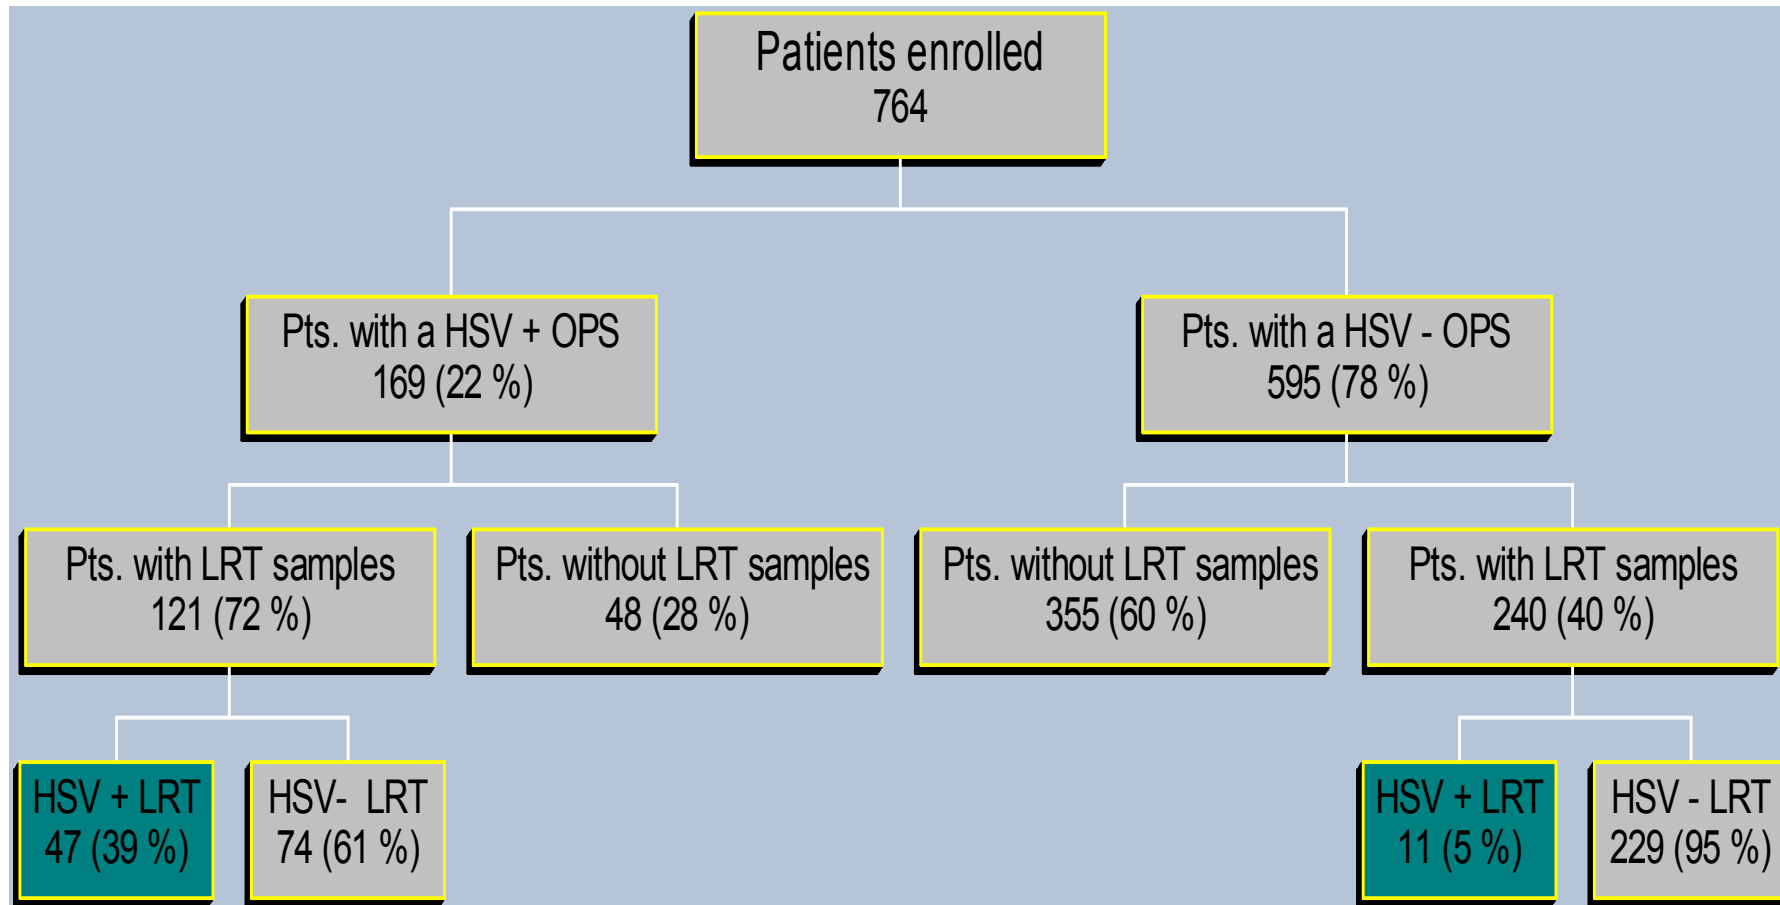 Patients enrolled
764
Pts. with a HSV + OPS
169 (22 %)
Pts. with a HSV - OPS
595 (78 %)
Pts. with LRT samples
121 (72 %)
Pts. without LRT samples
48 (28 %)
Pts. without LRT samples
355 (60 %)
Pts. with LRT samples
240 (40 %)
HSV + LRT
47 (39 %)
HSV- LRT
74 (61 %)
HSV + LRT
11 (5 %)
HSV - LRT
229 (95 %)